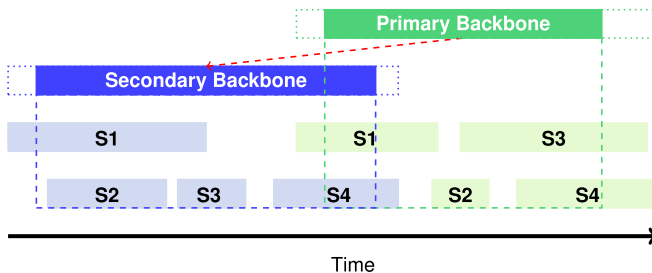 Primary Backbone
Secondary Backbone
S1 S1 S3
S2 S3 S4 S2 S4
Time